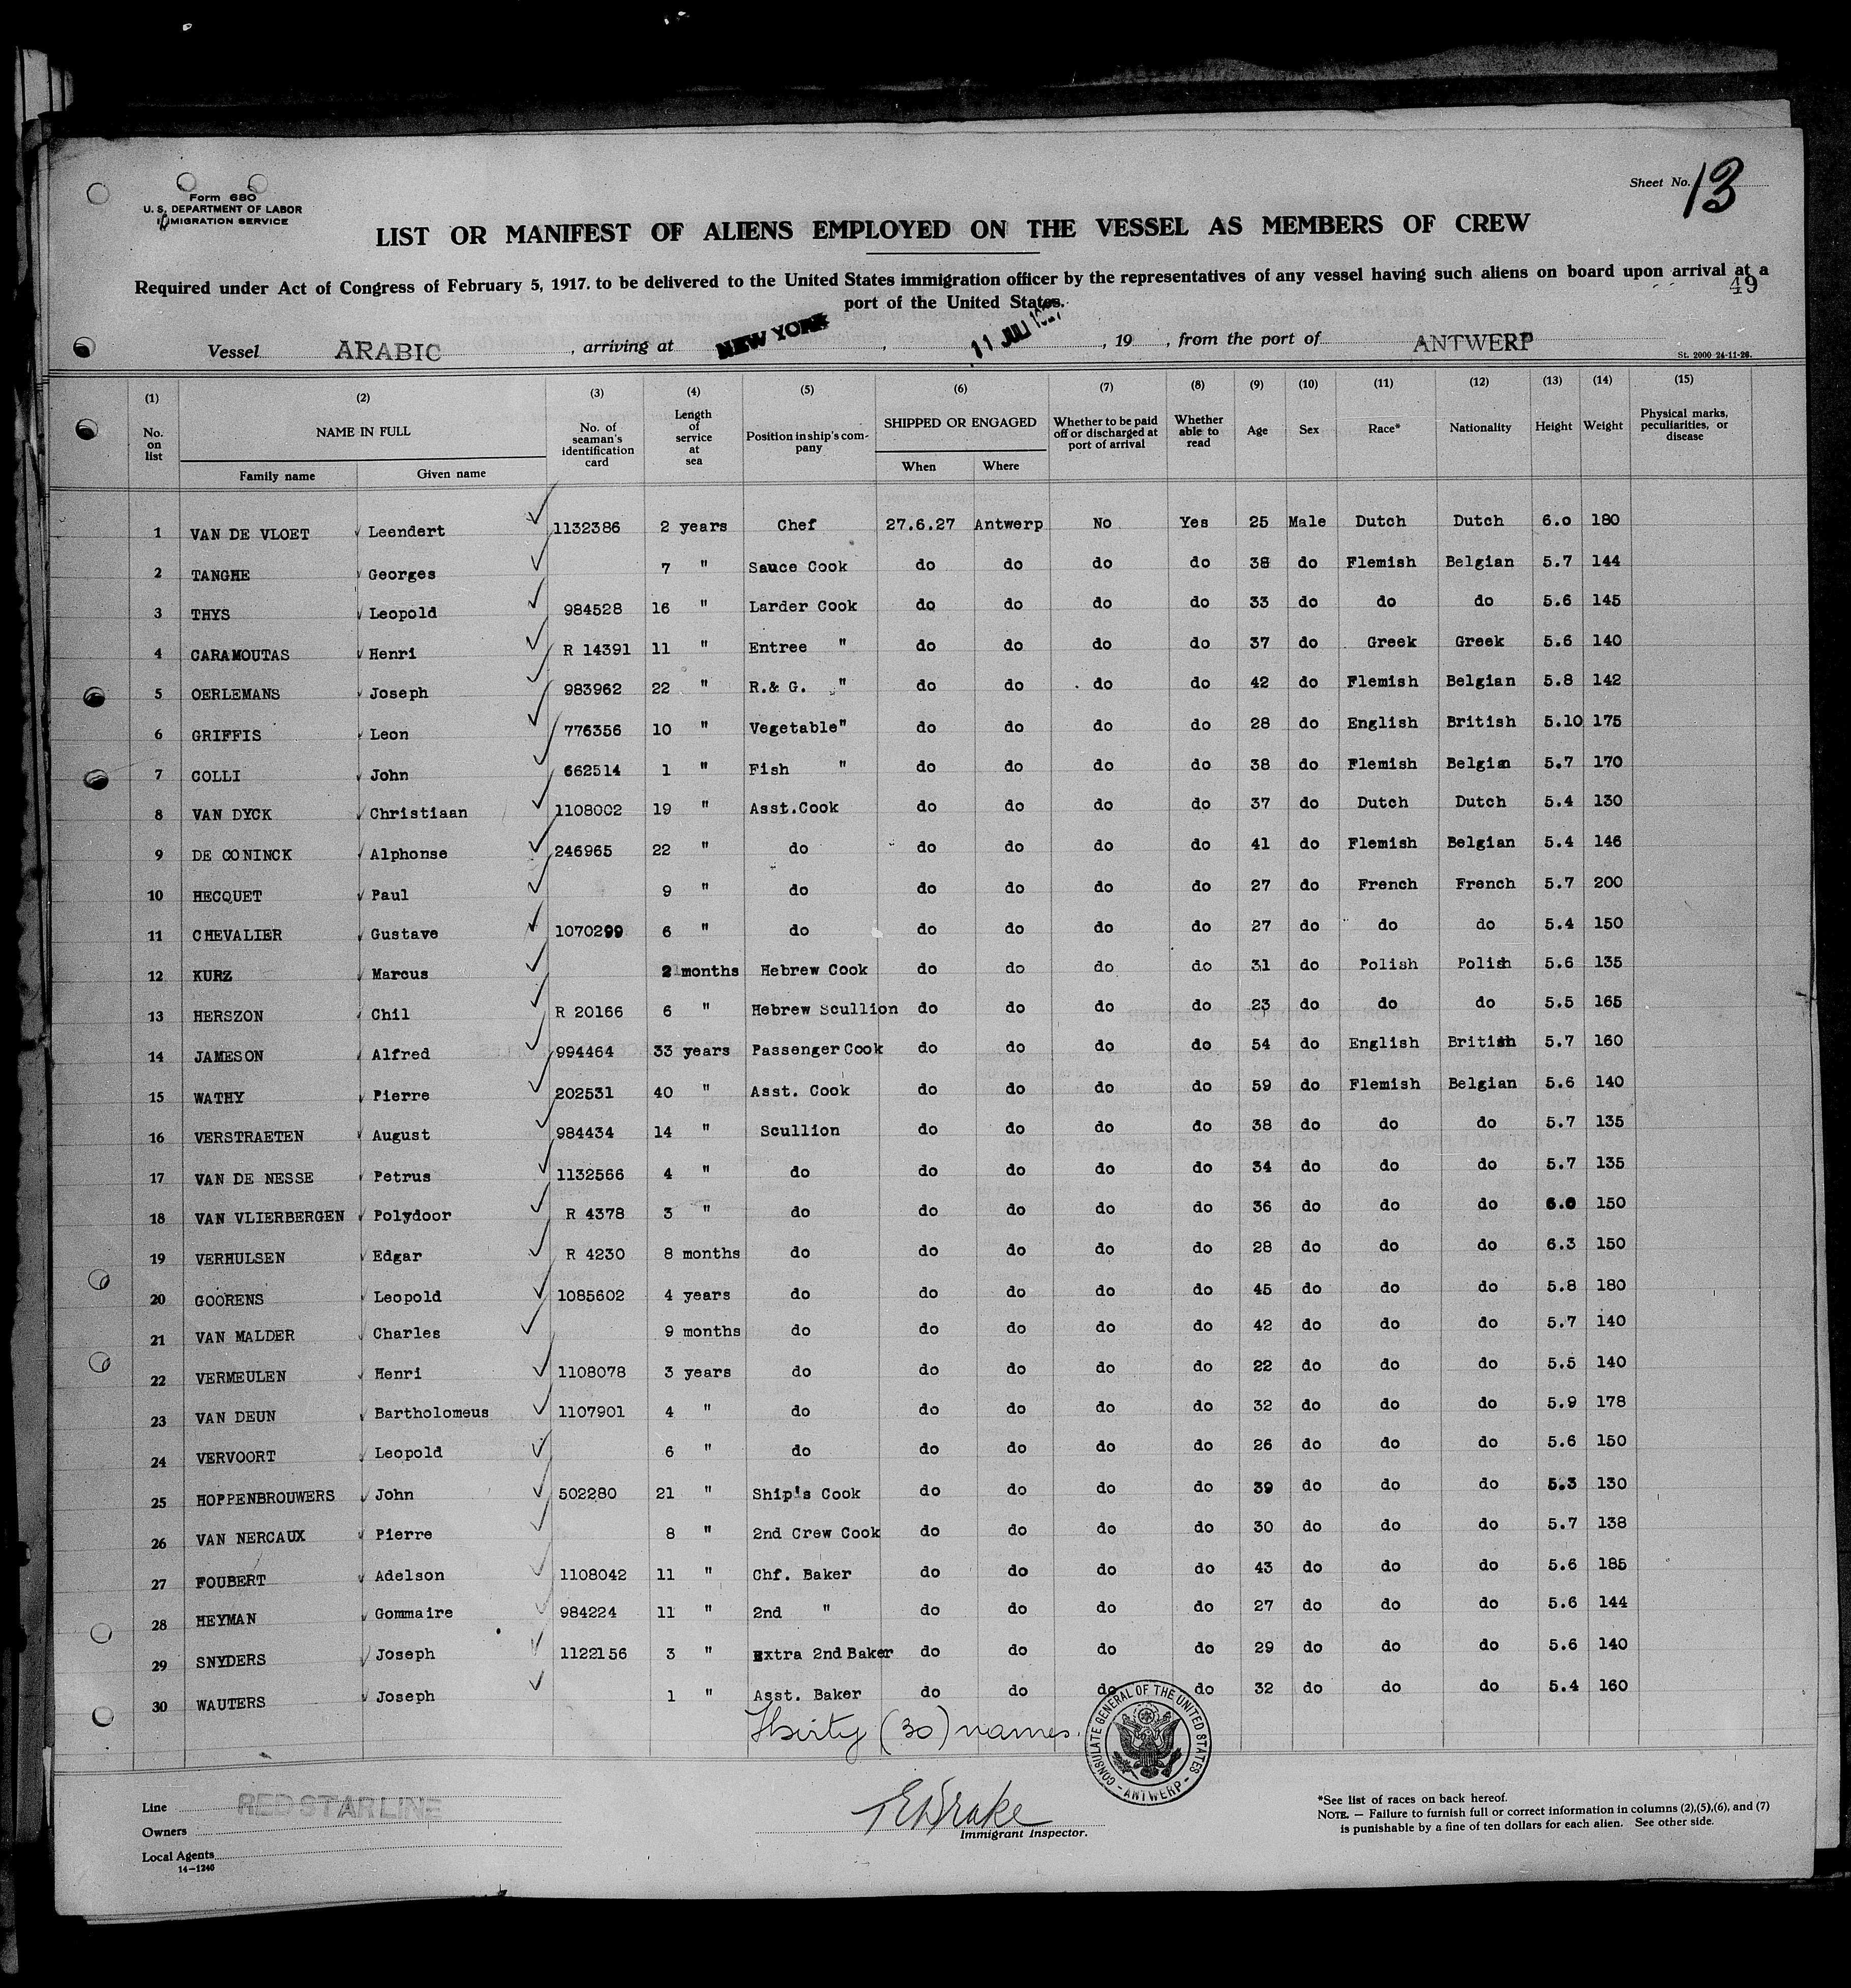 Sheet No. 13
Form 680
U. S. DEPARTMENT OF LABOR
IMMIGRATION SERVICE
LIST OR MANIFEST OF ALIENS EMPLOYED ON THE VESSEL AS MEMBERS OF CREW
Required under Act of Congress of February 5, 1917. to be delivered to the United States immigration officer by the representatives of any vessel having such aliens on board upon arrival at a
port of the United States.
49
Vessel ARABIC , arriving at NEW YORK , 11 JULI 1927 , 19 , from the port of ANTWERP
St. 2000 24-11-26.
(1) (2) (3) (4) (5) (6) (7) (8) (9) (10) (11) (12) (13) (14) (15)
No. on list NAME IN FULL Family name Given name No. of seaman's identification card Length of service at sea Position in ship's company SHIPPED OR ENGAGED When Where Whether to be paid off or discharged at port of arrival Whether able to read Age Sex Race* Nationality Height Weight Physical marks, peculiarities, or disease
1 VAN DE VLOET Leendert 1132386 2 years Chef 27.6.27 Antwerp No Yes 25 Male Dutch Dutch 6.0 180
2 TANGHE Georges 7 " Sauce Cook do do do do 38 do Flemish Belgian 5.7 144
3 THYS Leopold 984528 16 " Larder Cook do do do do 33 do do do 5.6 145
4 CARAMOUTAS Henri R 14391 11 " Entree " do do do do 37 do Greek Greek 5.6 140
5 OERLEMANS Joseph 983962 22 " R.& G. " do do do do 42 do Flemish Belgian 5.8 142
6 GRIFFIS Leon 776356 10 " Vegetable" do do do do 28 do English British 5.10 175
7 COLLI John 662514 1 " Fish " do do do do 38 do Flemish Belgian 5.7 170
8 VAN DYCK Christiaan 1108002 19 " Asst.Cook do do do do 37 do Dutch Dutch 5.4 130
9 DE CONINCK Alphonse 246965 22 " do do do do do 41 do Flemish Belgian 5.4 146
10 HECQUET Paul 9 " do do do do do 27 do French French 5.7 200
11 CHEVALIER Gustave 1070299 6 " do do do do do 27 do do do 5.4 150
12 KURZ Marcus 2 months Hebrew Cook do do do do 31 do Polish Polish 5.6 135
13 HERSZON Chil R 20166 6 " Hebrew Scullion do do do do 23 do do do 5.5 165
14 JAMESON Alfred 994464 33 years Passenger Cook do do do do 54 do English British 5.7 160
15 WATHY Pierre 202531 40 " Asst. Cook do do do do 59 do Flemish Belgian 5.6 140
16 VERSTRAETEN August 984434 14 " Scullion do do do do 38 do do do 5.7 135
17 VAN DE NESSE Petrus 1132566 4 " do do do do do 34 do do do 5.7 135
18 VAN VLIERBERGEN Polydoor R 4378 3 " do do do do do 36 do do do 6.0 150
19 VERHULSEN Edgar R 4230 8 months do do do do do 28 do do do 6.3 150
20 GOORENS Leopold 1085602 4 years do do do do do 45 do do do 5.8 180
21 VAN MALDER Charles 9 months do do do do do 42 do do do 5.7 140
22 VERMEULEN Henri 1108078 3 years do do do do do 22 do do do 5.5 140
23 VAN DEUN Bartholomeus 1107901 4 " do do do do do 32 do do do 5.9 178
24 VERVOORT Leopold 6 " do do do do do 26 do do do 5.6 150
25 HOPPENBROUWERS John 502280 21 " Ship's Cook do do do do 39 do do do 5.3 130
26 VAN NERCAUX Pierre 8 " 2nd Crew Cook do do do do 30 do do do 5.7 138
27 FOUBERT Adelson 1108042 11 " Chf. Baker do do do do 43 do do do 5.6 185
28 HEYMAN Gommaire 984224 11 " 2nd " do do do do 27 do do do 5.6 144
29 SNYDERS Joseph 1122156 3 " Extra 2nd Baker do do do do 29 do do do 5.6 140
30 WAUTERS Joseph 1 " Asst. Baker do do do do 32 do do do 5.4 160
Thirty (30) names.
CONSULATE GENERAL OF THE UNITED STATES - ANTWERP -
Line RED STAR LINE
Owners
Local Agents
14-1240
TEDrake
Immigrant Inspector.
*See list of races on back hereof.
NOTE. — Failure to furnish full or correct information in columns (2),(5),(6), and (7)
is punishable by a fine of ten dollars for each alien. See other side.